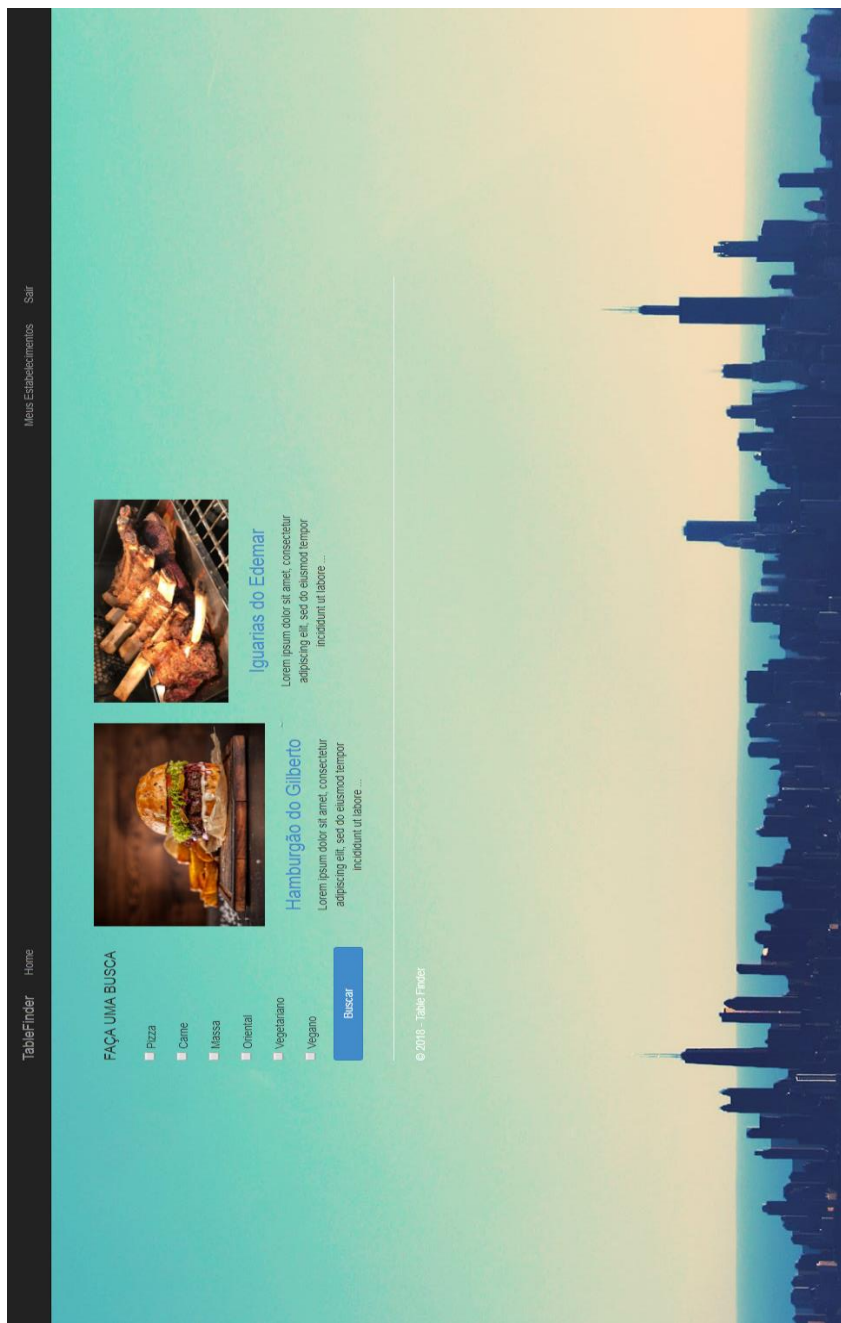 TableFinder
Home
Meus Estabelecimentos
Sair
FAÇA UMA BUSCA
Pizza
Carne
Massa
Oriental
Vegetariano
Vegano
Buscar
Hamburgão do Gilberto
Lorem ipsum dolor sit amet, consectetur
adipiscing elit, sed do eiusmod tempor
incididunt ut labore ...
Iguarias do Edemar
Lorem ipsum dolor sit amet, consectetur
adipiscing elit, sed do eiusmod tempor
incididunt ut labore ...
© 2018 - Table Finder